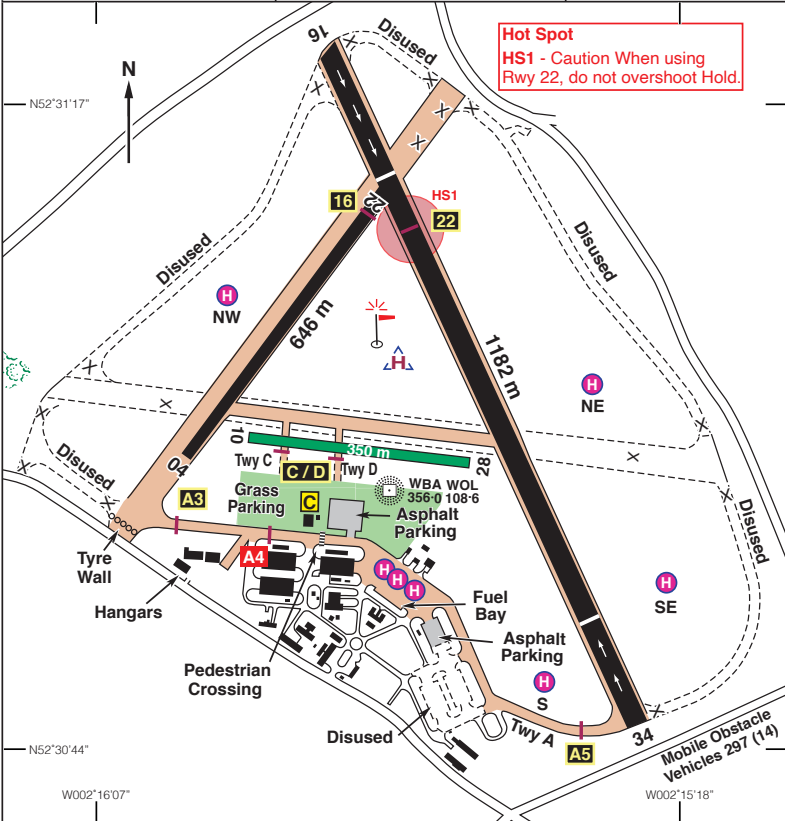 Hot Spot
HS1 - Caution When using
Rwy 22, do not overshoot Hold.
16
Disused
N
N52°31'17"
HS1
16
22
22
Disused
Disused
H
NW
646 m
H
1182 m
H
NE
10
350 m
28
04
Twy C
C / D
Twy D
Disused
A3
Grass
Parking
C
WBA WOL
356·0 108·6
Asphalt
Parking
Disused
Tyre
Wall
A4
H
H
H
Hangars
Fuel
Bay
H
SE
Asphalt
Parking
Pedestrian
Crossing
H
S
Disused
Twy A
A5
34
Mobile Obstacle
Vehicles 297 (14)
N52°30'44"
W002°16'07"
W002°15'18"